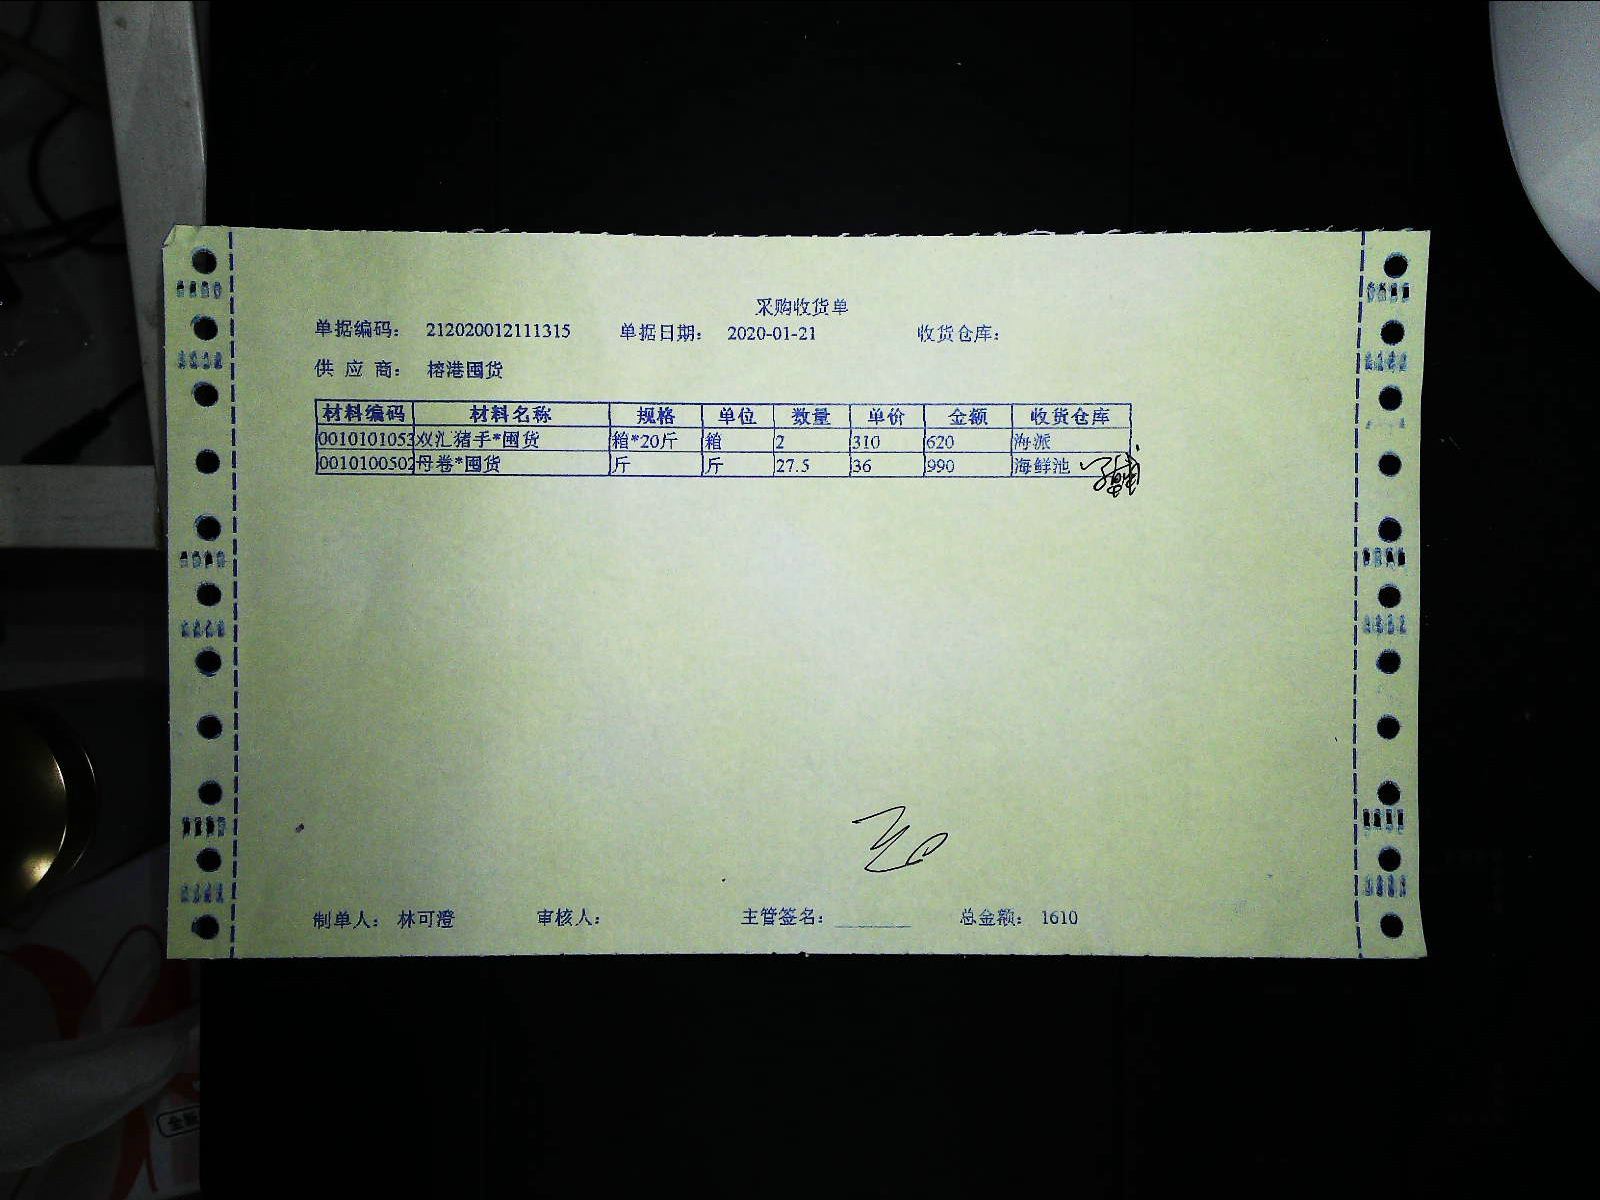 采购收货单
单据编码: 212020012111315 单据日期: 2020-01-21 收货仓库:
供应商: 榕港囤货
材料编码 材料名称 规格 单位 数量 单价 金额 收货仓库
0010101053 双汇猪手*囤货 箱*20斤 箱 2 310 620 海派
0010100502 丹卷*囤货 斤 斤 27.5 36 990 海鲜池
制单人: 林可澄 审核人: 主管签名: 总金额: 1610